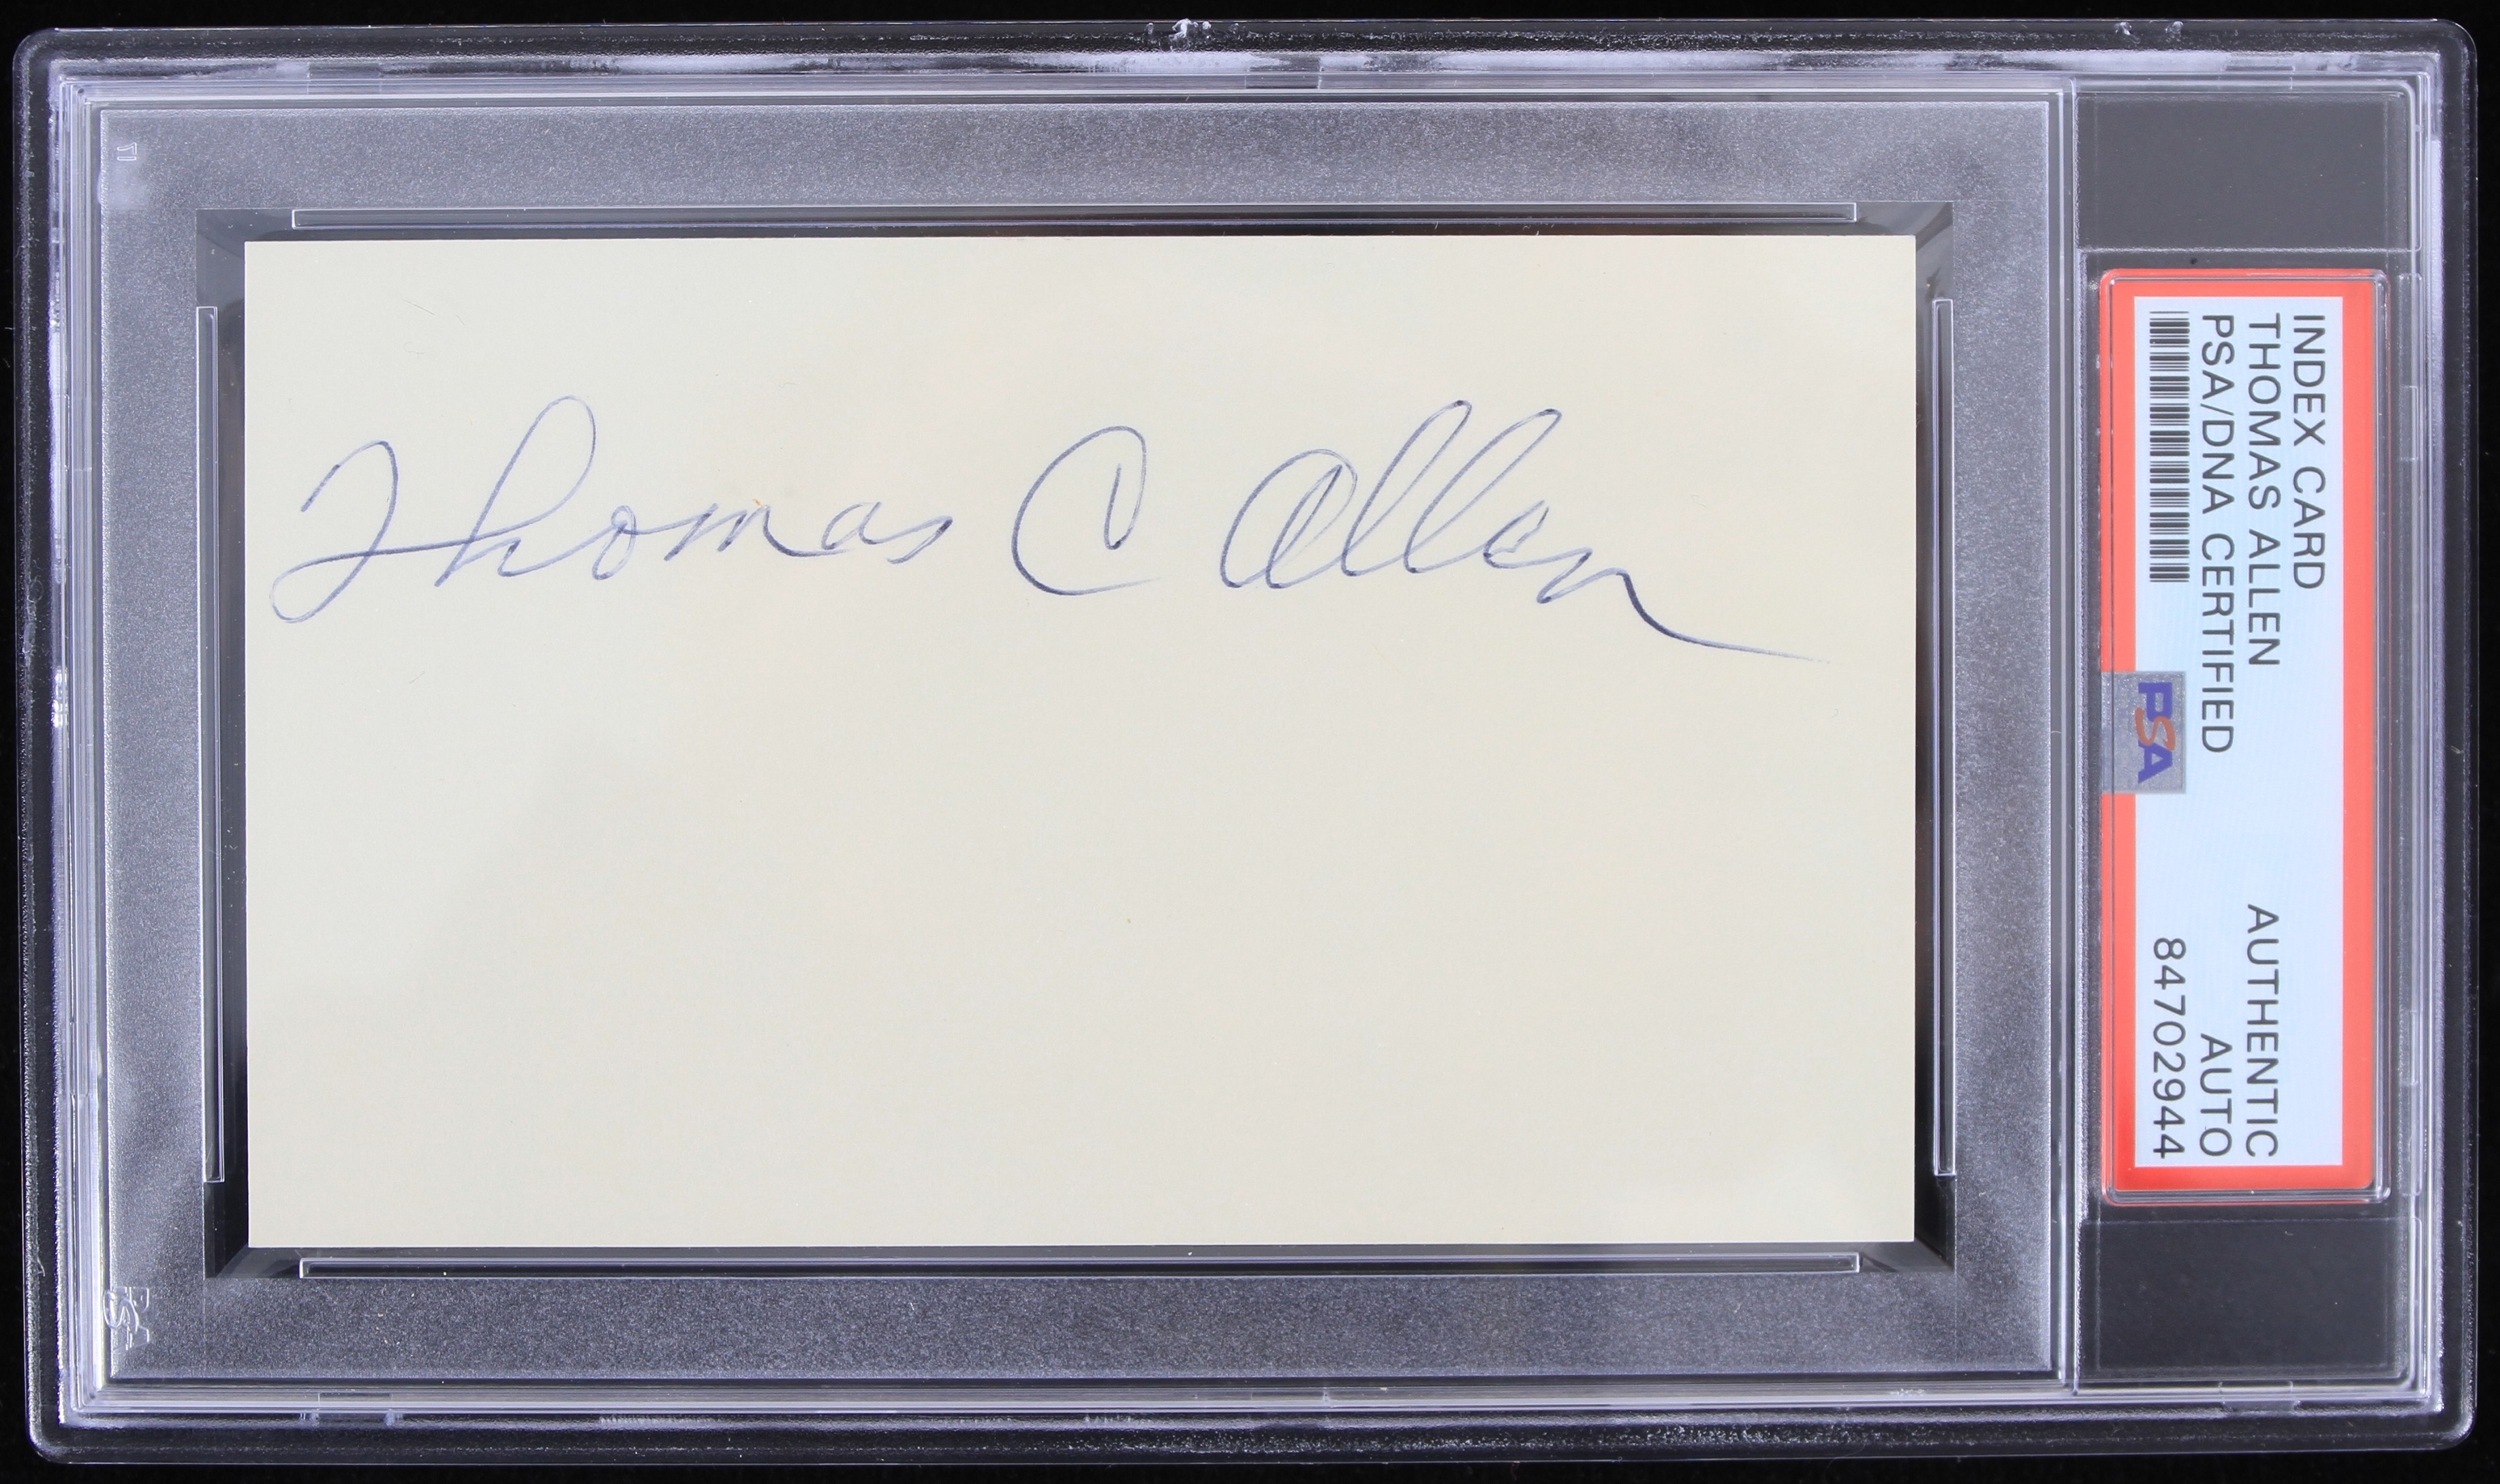 Thomas C Allen
INDEX CARD
THOMAS ALLEN AUTHENTIC
PSA/DNA CERTIFIED AUTO
84702944
PSA